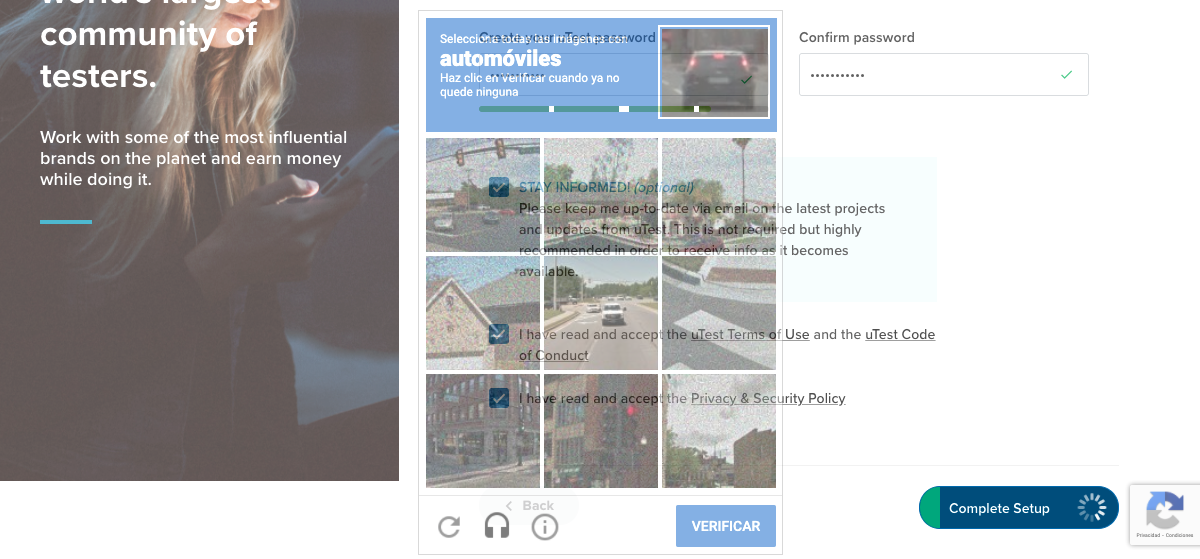 world's largest
community of
testers.
Work with some of the most influential
brands on the planet and earn money
while doing it.
Create your uTest password
Confirm password
•••••••••••
Selecciona todas las imágenes con
automóviles
Haz clic en Verificar cuando ya no
quede ninguna
STAY INFORMED! (optional)
Please keep me up-to-date via email on the latest projects
and updates from uTest. This is not required but highly
recommended in order to receive info as it becomes
available.
I have read and accept the uTest Terms of Use and the uTest Code
of Conduct
I have read and accept the Privacy & Security Policy
Back
VERIFICAR
Complete Setup
Privacidad - Condiciones